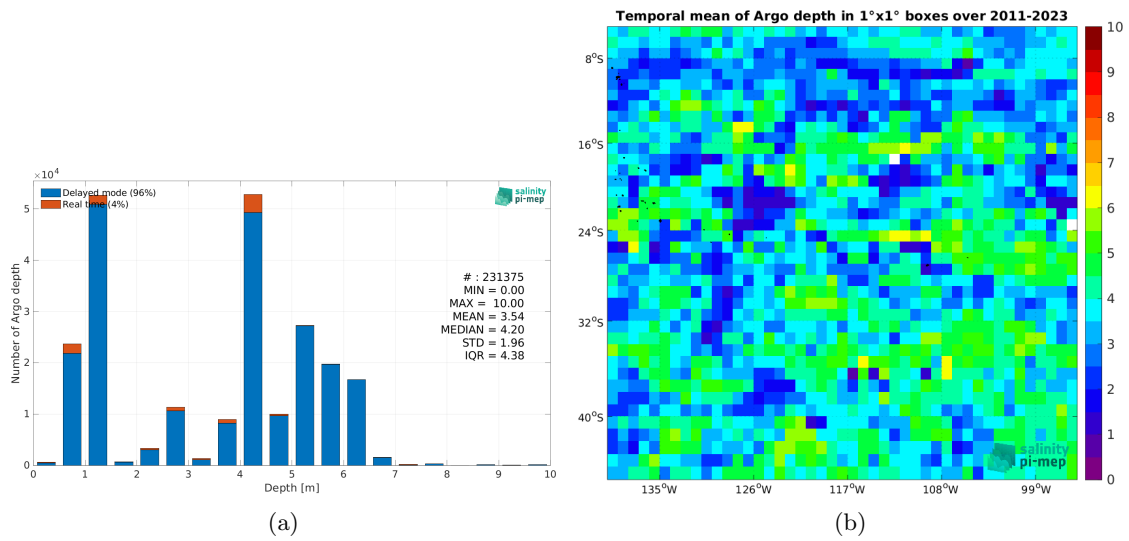 ×10⁴
Delayed mode (96%)
Real time (4%)
salinity
pi-mep
# : 231375
MIN = 0.00
MAX = 10.00
MEAN = 3.54
MEDIAN = 4.20
STD = 1.96
IQR = 4.38
Number of Argo depth
5
4
3
2
1
0
0 1 2 3 4 5 6 7 8 9 10
Depth [m]
(a)
Temporal mean of Argo depth in 1°x1° boxes over 2011-2023
8°S
16°S
24°S
32°S
40°S
135°W 126°W 117°W 108°W 99°W
salinity
pi-mep
10
9
8
7
6
5
4
3
2
1
0
(b)